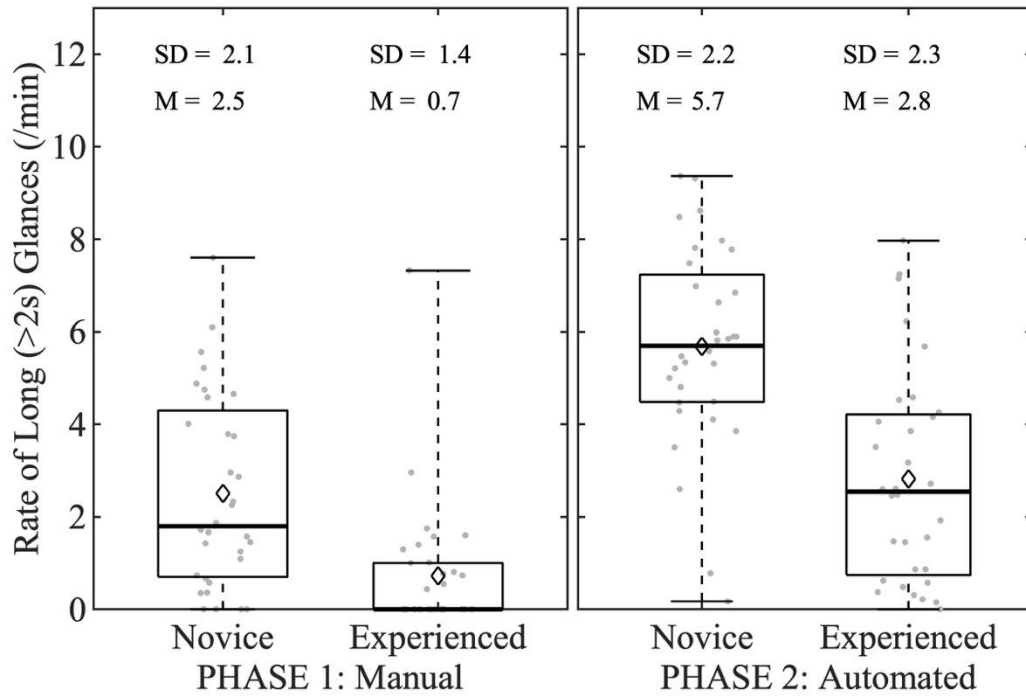 Rate of Long (>2s) Glances (/min)
12
10
8
6
4
2
0
SD = 2.1
M = 2.5
SD = 1.4
M = 0.7
SD = 2.2
M = 5.7
SD = 2.3
M = 2.8
Novice
Experienced
PHASE 1: Manual
Novice
Experienced
PHASE 2: Automated